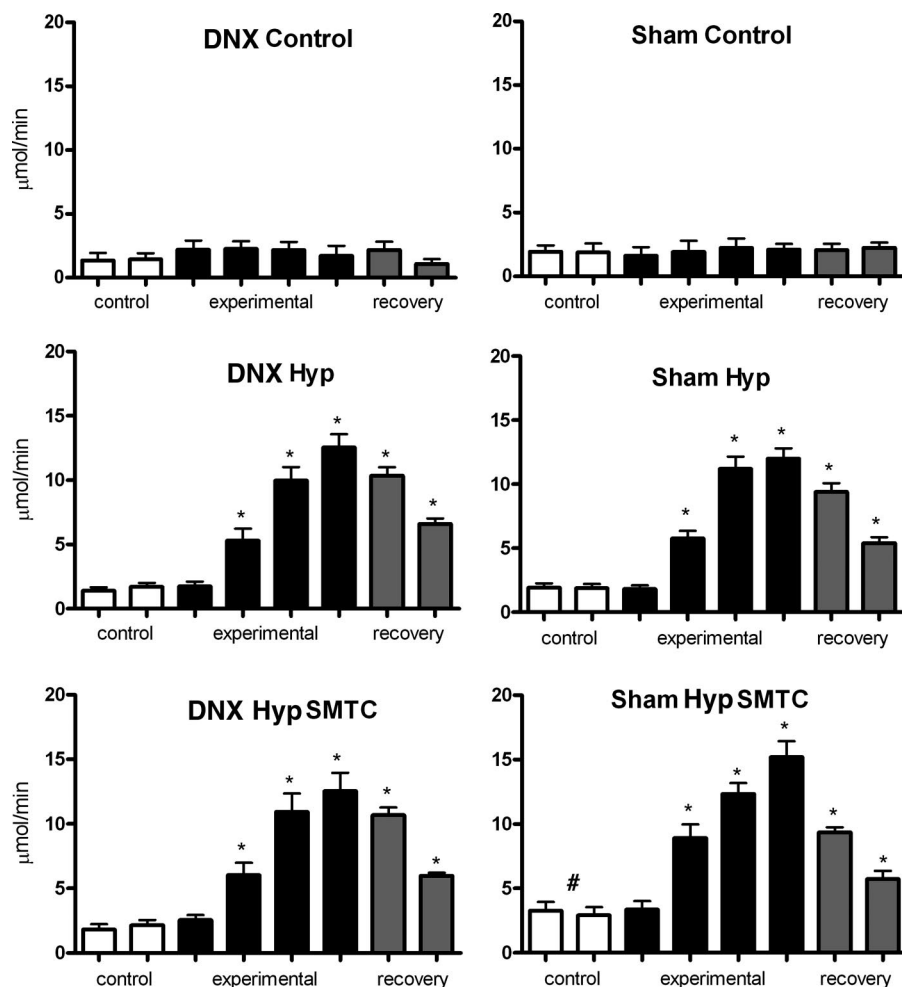 DNX Control
20
15
10
5
0
μmol/min
control experimental recovery
Sham Control
20
15
10
5
0
control experimental recovery
DNX Hyp
20
15
10
5
0
μmol/min
* * * * *
control experimental recovery
Sham Hyp
20
15
10
5
0
* * * * *
control experimental recovery
DNX Hyp SMTC
20
15
10
5
0
μmol/min
* * * * *
control experimental recovery
Sham Hyp SMTC
20
15
10
5
0
#
* * * * *
control experimental recovery